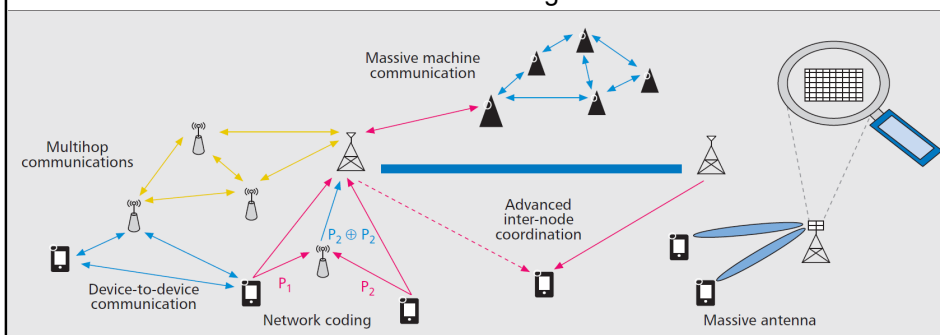 Massive machine
communication
Multihop
communications
P₂ ⊕ P₂
Advanced
inter-node
coordination
Device-to-device
communication
P₁
P₂
Network coding
Massive antenna